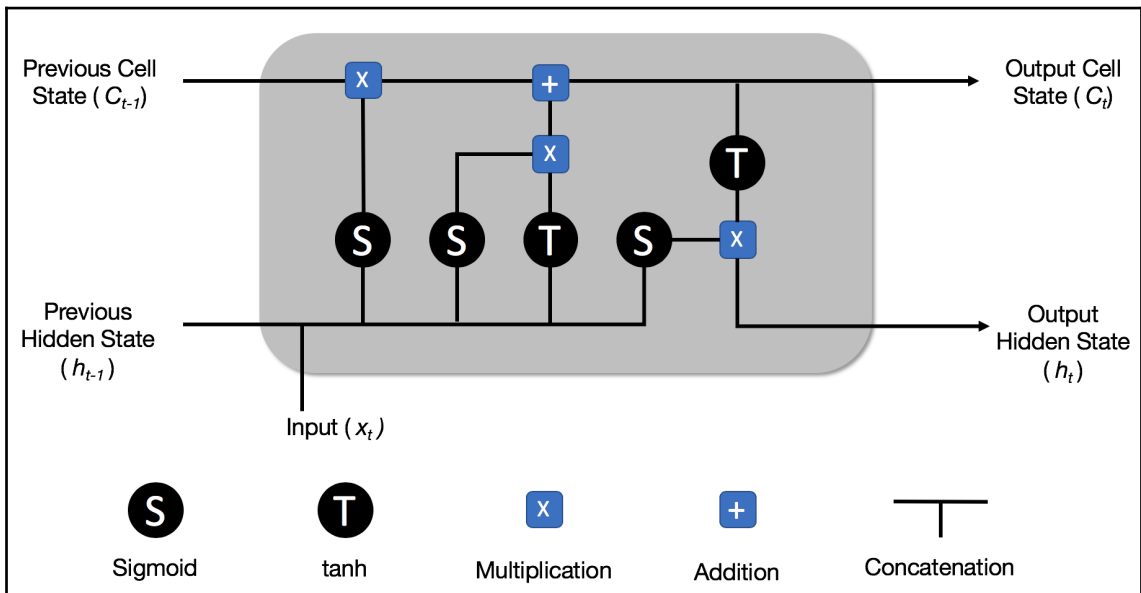 Previous Cell
State ( Ct-1)
X
+
Output Cell
State ( Ct)
X
T
S
S
T
S
X
Previous
Hidden State
( ht-1)
Output
Hidden State
( ht)
Input ( xt )
S
T
X
+
Sigmoid
tanh
Multiplication
Addition
Concatenation